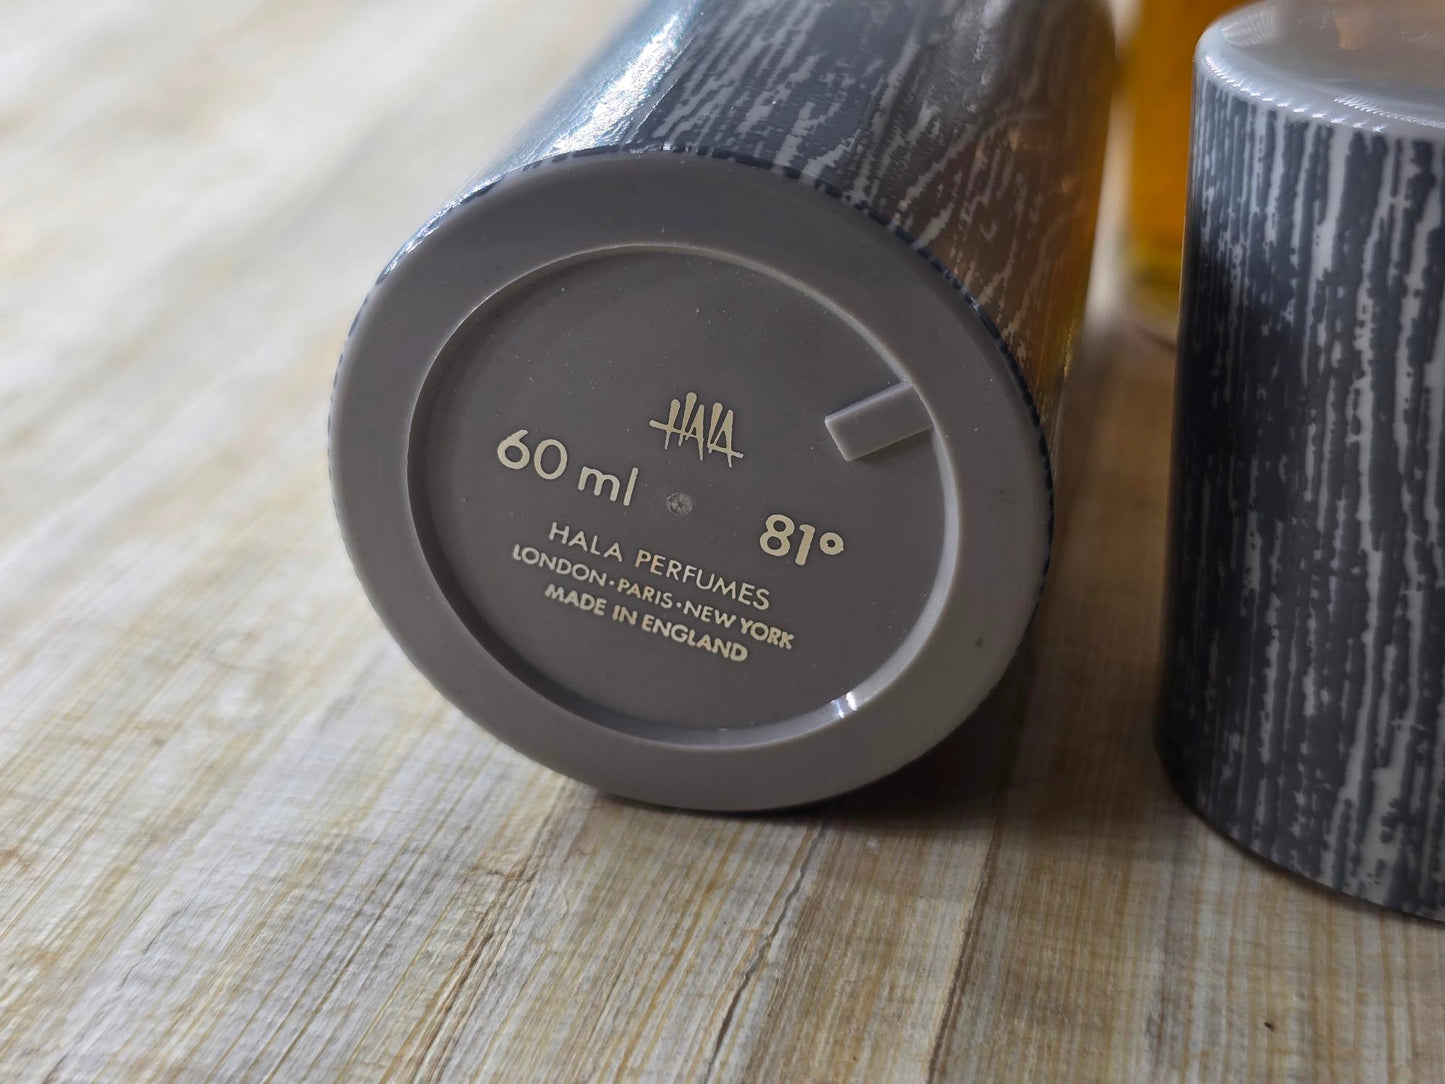 HALA
60 ml
81°
HALA PERFUMES
LONDON·PARIS·NEW YORK
MADE IN ENGLAND